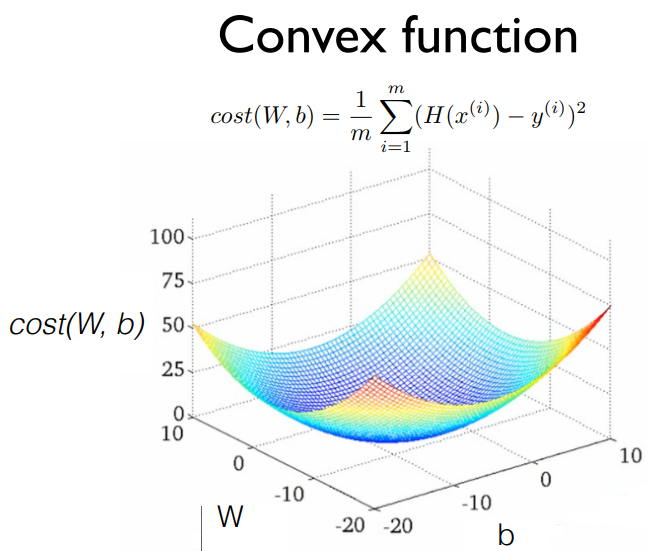 Convex function
cost(W, b) = \frac{1}{m} \sum_{i=1}^{m} (H(x^{(i)}) − y^{(i)})^2
100
75
cost(W, b) 50
25
0
10
10
0
0
-10
-10
W
-20 -20
b